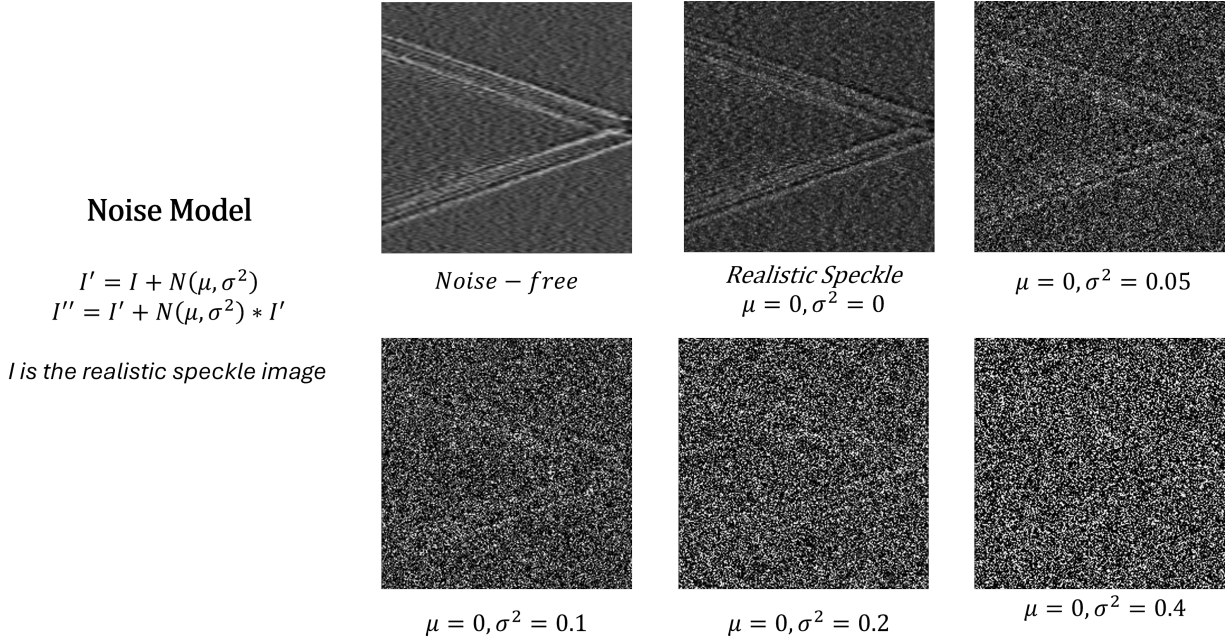 Noise Model
I′ = I + N(μ, σ²)
I′′ = I′ + N(μ, σ²) ∗ I′
I is the realistic speckle image
Noise − free
Realistic Speckle
μ = 0, σ² = 0
μ = 0, σ² = 0.05
μ = 0, σ² = 0.1
μ = 0, σ² = 0.2
μ = 0, σ² = 0.4